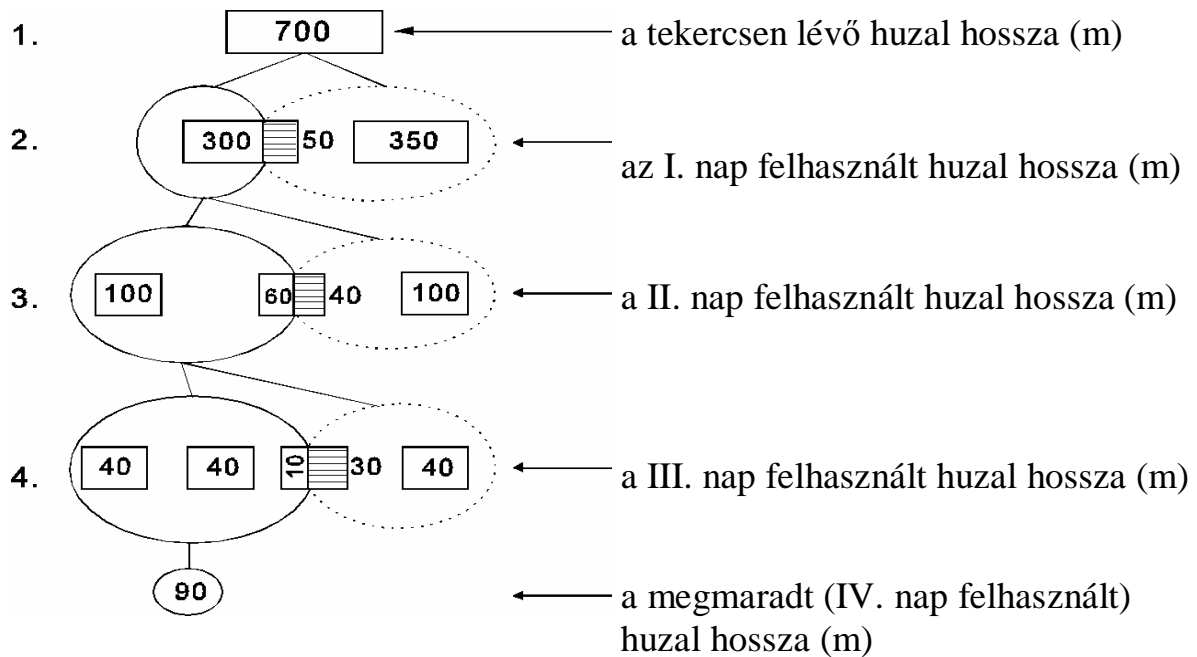 1. 700 a tekercsen lévő huzal hossza (m)
2. 300 50 350
az I. nap felhasznált huzal hossza (m)
3. 100 60 40 100 a II. nap felhasznált huzal hossza (m)
4. 40 40 10 30 40 a III. nap felhasznált huzal hossza (m)
90 a megmaradt (IV. nap felhasznált)
huzal hossza (m)